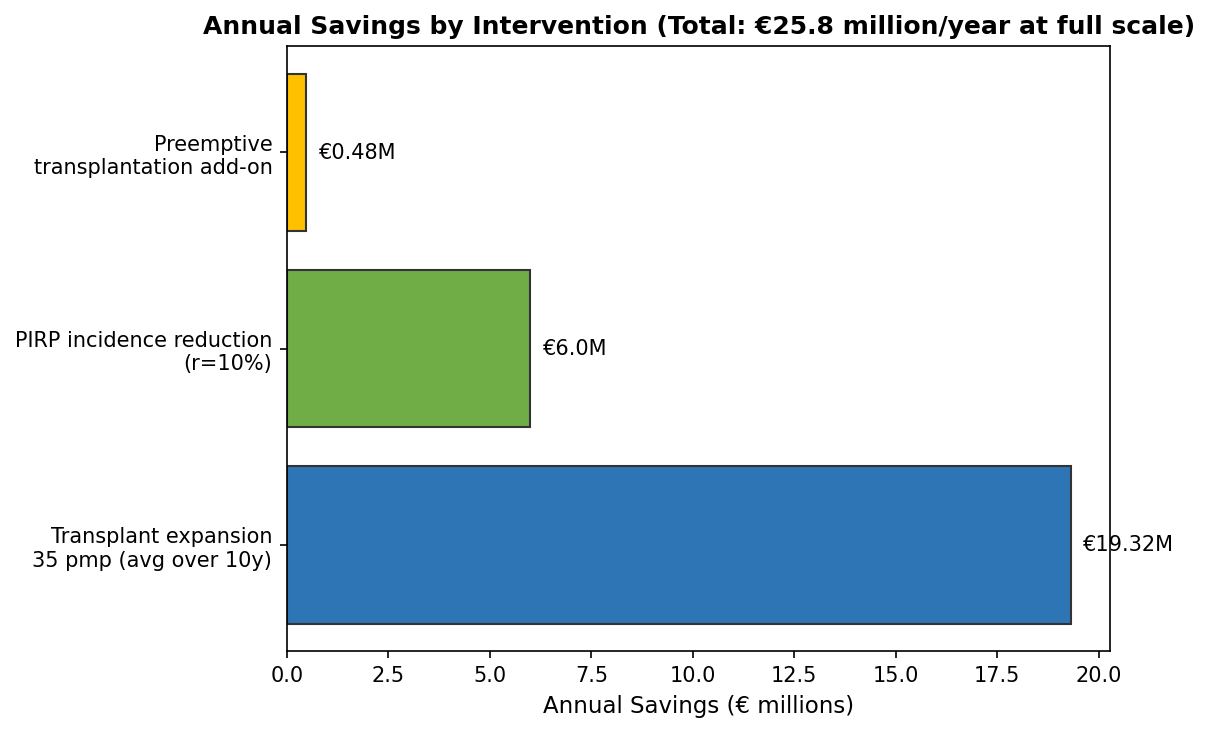 Annual Savings by Intervention (Total: €25.8 million/year at full scale)
Preemptive
transplantation add-on
€0.48M
PIRP incidence reduction
(r=10%)
€6.0M
Transplant expansion
35 pmp (avg over 10y)
€19.32M
0.0 2.5 5.0 7.5 10.0 12.5 15.0 17.5 20.0
Annual Savings (€ millions)